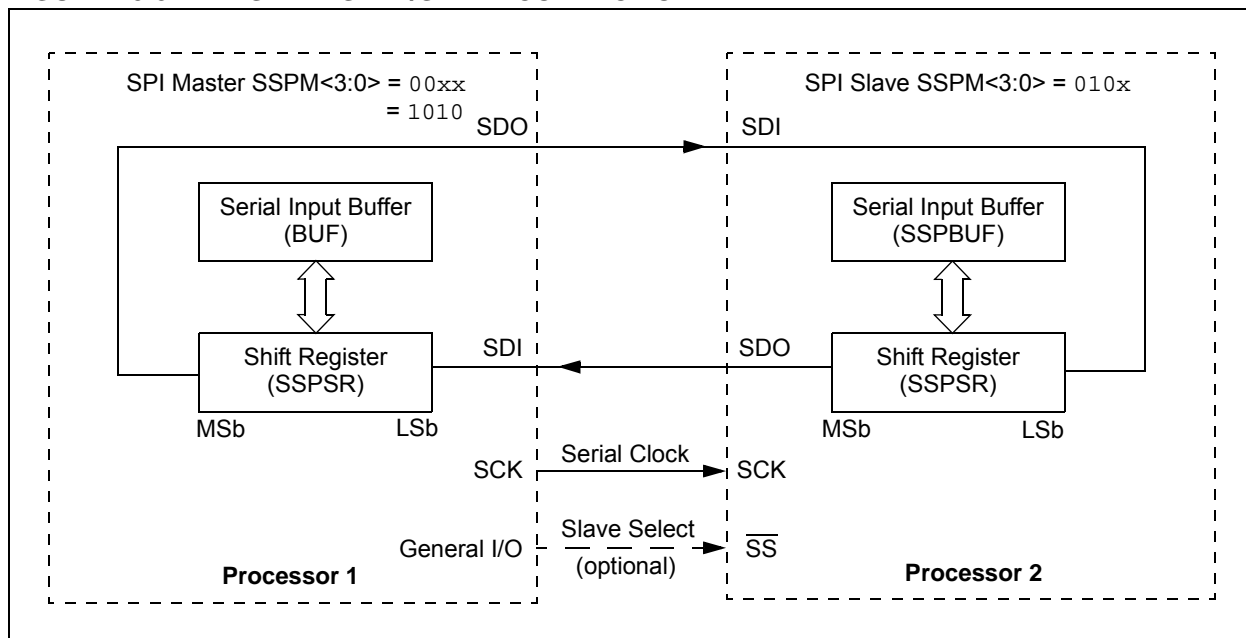 SPI Master SSPM<3:0> = 00xx
= 1010
SDO
Serial Input Buffer
(BUF)
Shift Register
(SSPSR)
MSb
LSb
SDI
SCK
General I/O
Processor 1
Serial Clock
Slave Select
(optional)
SPI Slave SSPM<3:0> = 010x
SDI
Serial Input Buffer
(SSPBUF)
SDO
Shift Register
(SSPSR)
MSb
LSb
SCK
SS
Processor 2